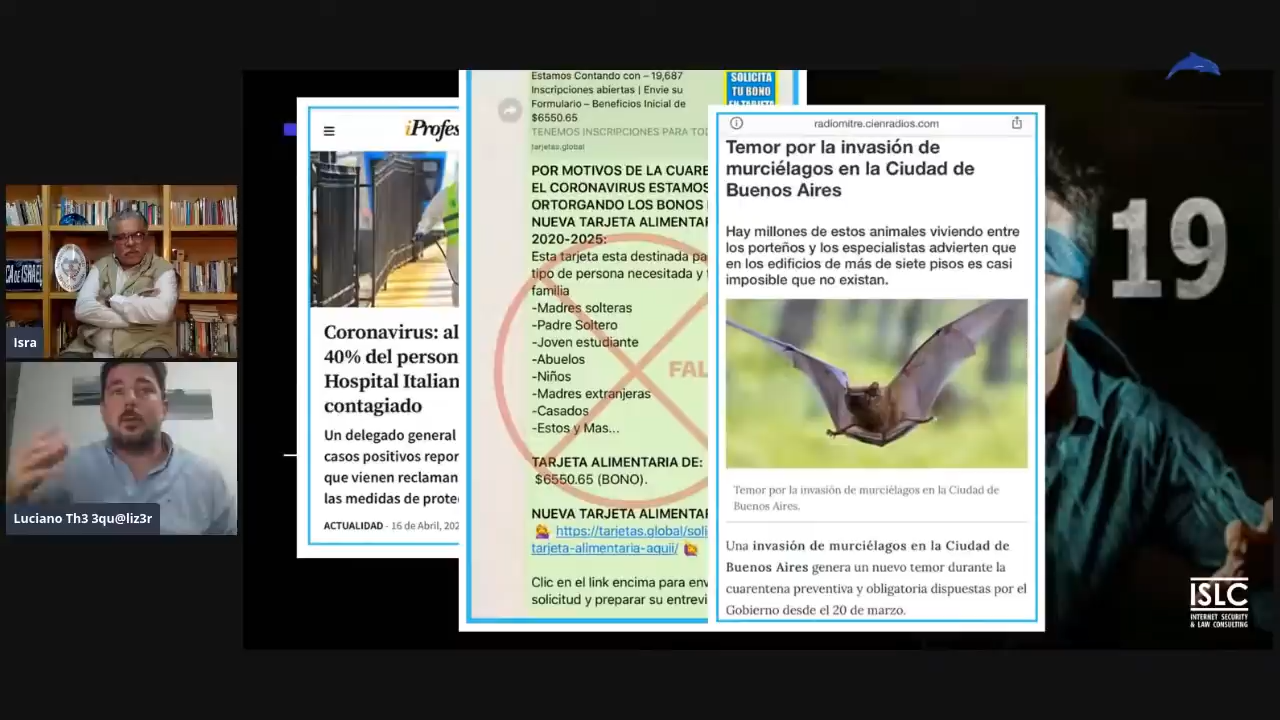 Isra
Luciano Th3 3qu@liz3r
CA de ISRAEL
iProfes
Coronavirus: al
40% del person
Hospital Italian
contagiado
Un delegado general
casos positivos repor
que vienen reclaman
las medidas de prote
ACTUALIDAD - 16 de Abril, 202
Estamos Contando con – 19,687
Inscripciones abiertas | Envie su
Formulario – Beneficios Inicial de
$6550.65
TENEMOS INSCRIPCIONES PARA TOD
tarjetas.global
SOLICITA
TU BONO
EN TARJETA
POR MOTIVOS DE LA CUARE
EL CORONAVIRUS ESTAMOS
ORTORGANDO LOS BONOS
NUEVA TARJETA ALIMENTAR
2020-2025:
Esta tarjeta esta destinada pa
tipo de persona necesitada y
familia
-Madres solteras
-Padre Soltero
-Joven estudiante
-Abuelos
-Niños
-Madres extranjeras
-Casados
-Estos y Mas...
FAL
TARJETA ALIMENTARIA DE:
$6550.65 (BONO).
NUEVA TARJETA ALIMENTAR
https://tarjetas.global/soli
tarjeta-alimentaria-aquii/
Clic en el link encima para env
solicitud y preparar su entrevi
radiomitre.cienradios.com
Temor por la invasión de
murciélagos en la Ciudad de
Buenos Aires
Hay millones de estos animales viviendo entre
los porteños y los especialistas advierten que
en los edificios de más de siete pisos es casi
imposible que no existan.
Temor por la invasión de murciélagos en la Ciudad de
Buenos Aires.
Una invasión de murciélagos en la Ciudad de
Buenos Aires genera un nuevo temor durante la
cuarentena preventiva y obligatoria dispuestas por el
Gobierno desde el 20 de marzo.
19
ISLC
INTERNET SECURITY
& LAW CONSULTING